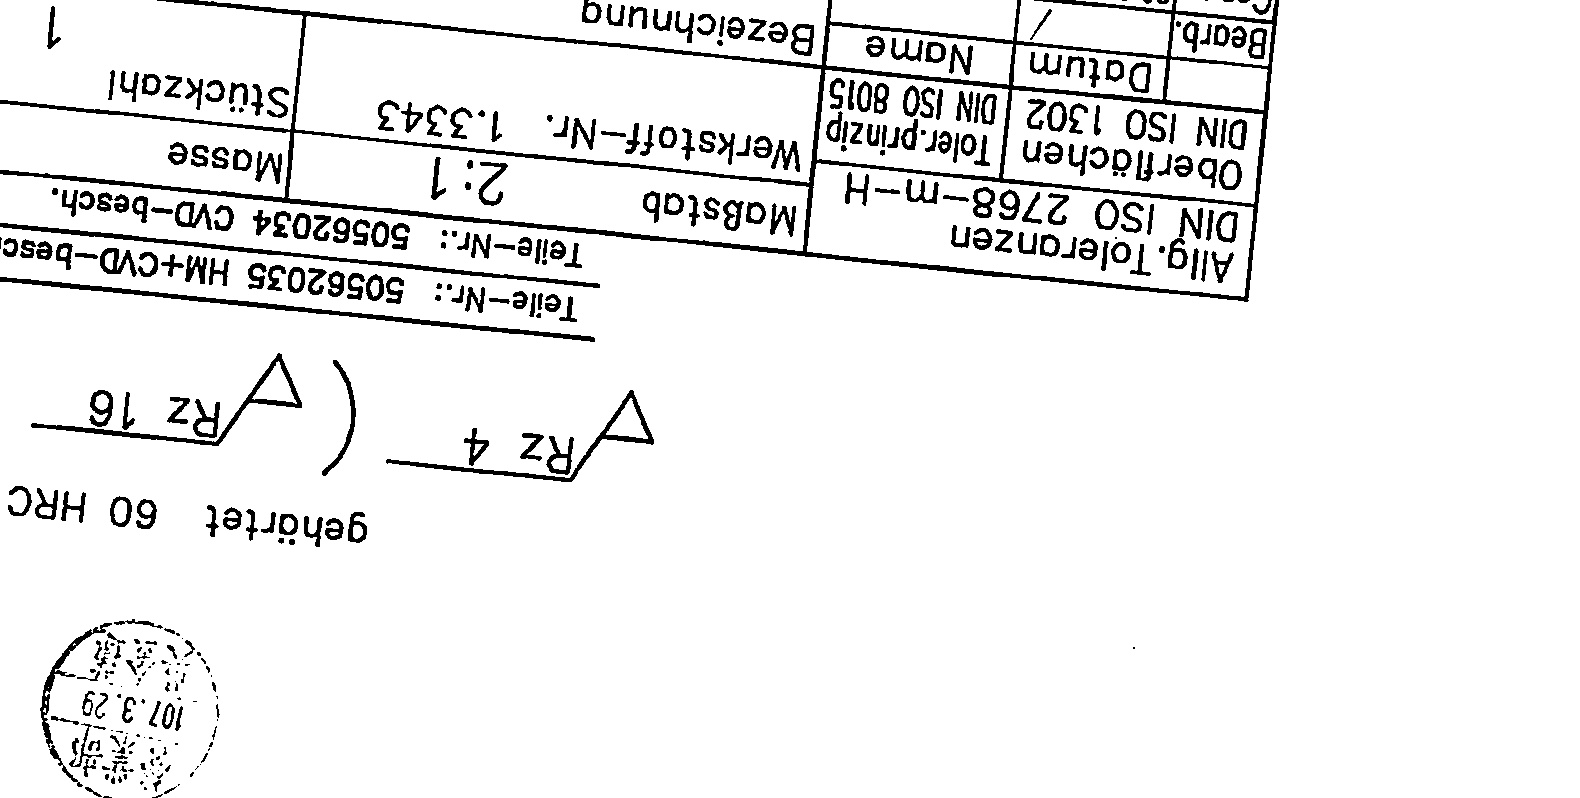 107.3.29
gehärtet 60 HRC
Rz 4 ( Rz 16
Teile-Nr.: 50562035 HM+CVD-besch
Teile-Nr.: 50562034 CVD-besch.
Allg.Toleranzen
DIN ISO 2768-m-H
Maßstab 2:1
Masse
Oberflächen
DIN ISO 1302
Toler.prinzip
DIN ISO 8015
Werkstoff-Nr. 1.3343
Stückzahl
1
Datum
Name
Bezeichnung
Bearb.
/